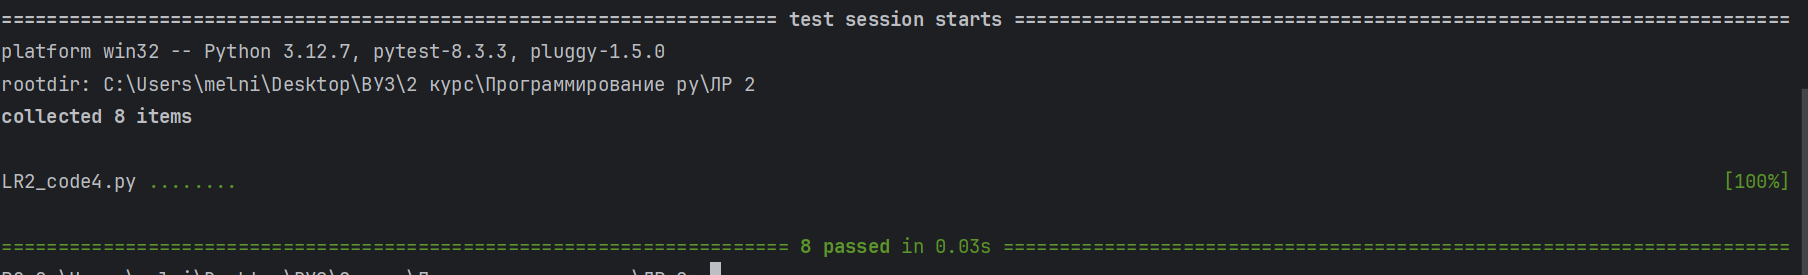 ===================================================================== test session starts =====================================================================
platform win32 -- Python 3.12.7, pytest-8.3.3, pluggy-1.5.0
rootdir: C:\Users\melni\Desktop\ВУЗ\2 курс\Программирование ру\ЛР 2
collected 8 items
LR2_code4.py ........ [100%]
====================================================================== 8 passed in 0.03s ======================================================================